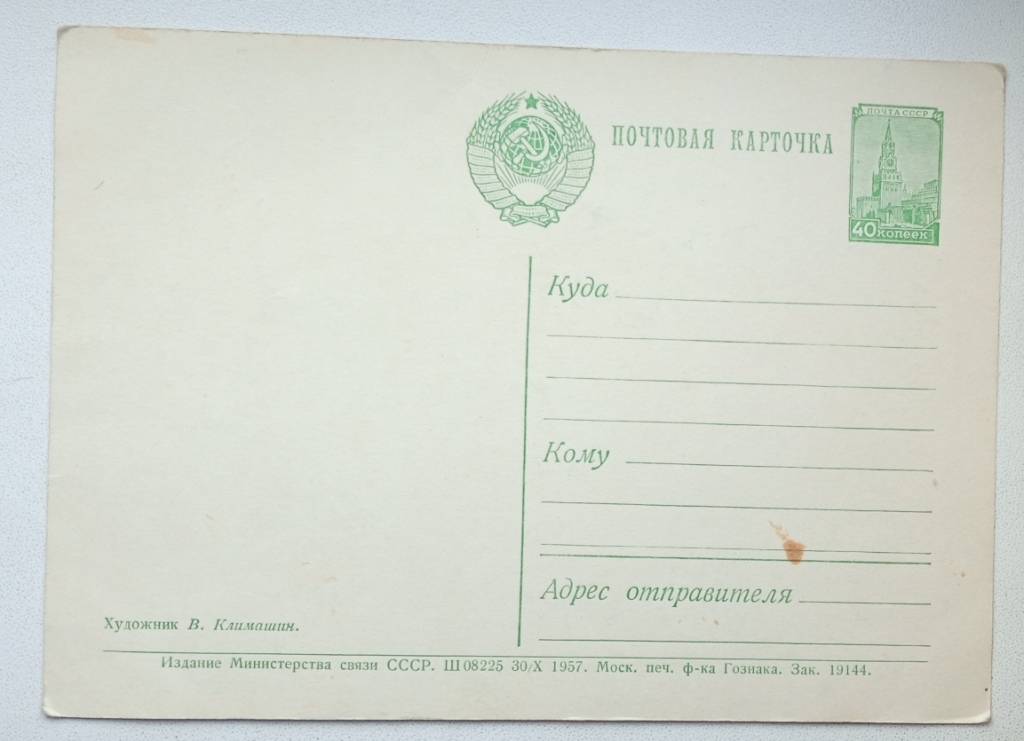 ПОЧТА СССР
ПОЧТОВАЯ КАРТОЧКА
40 копеек
Куда
Кому
Адрес отправителя
Художник В. Климашин.
Издание Министерства связи СССР. Ш 08225 30/X 1957. Моск. печ. ф-ка Гознака. Зак. 19144.